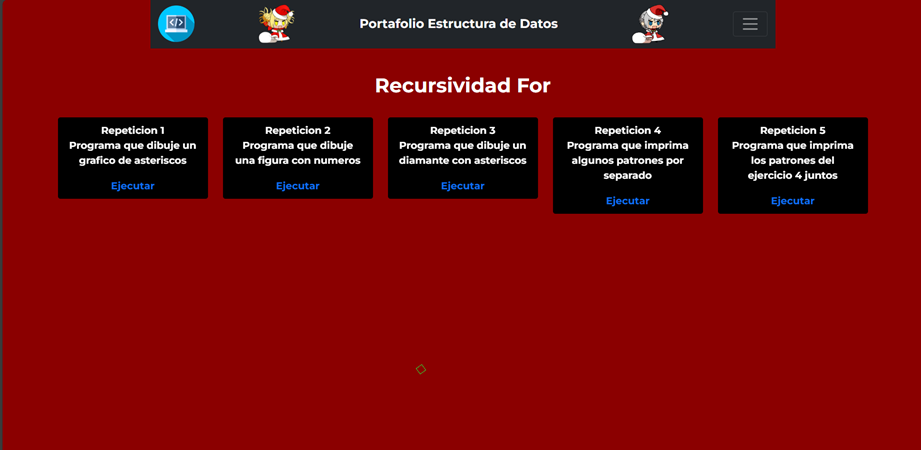 Portafolio Estructura de Datos
Recursividad For
Repeticion 1
Programa que dibuje un
grafico de asteriscos
Ejecutar
Repeticion 2
Programa que dibuje
una figura con numeros
Ejecutar
Repeticion 3
Programa que dibuje un
diamante con asteriscos
Ejecutar
Repeticion 4
Programa que imprima
algunos patrones por
separado
Ejecutar
Repeticion 5
Programa que imprima
los patrones del
ejercicio 4 juntos
Ejecutar